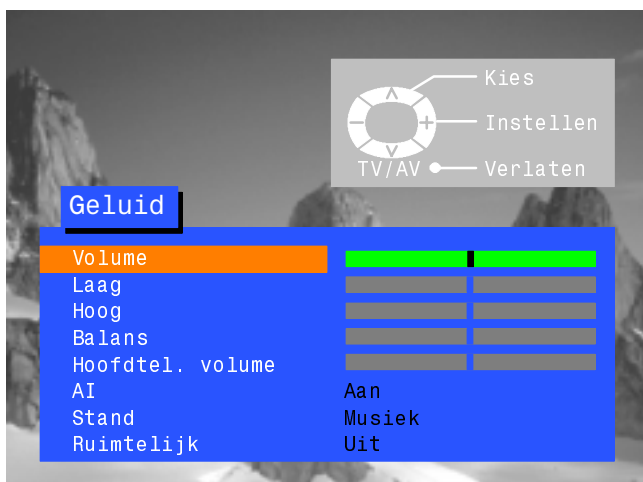 Kies
Instellen
TV/AV Verlaten
Geluid
Volume
Laag
Hoog
Balans
Hoofdtel. volume
AI Aan
Stand Musiek
Ruimtelijk Uit